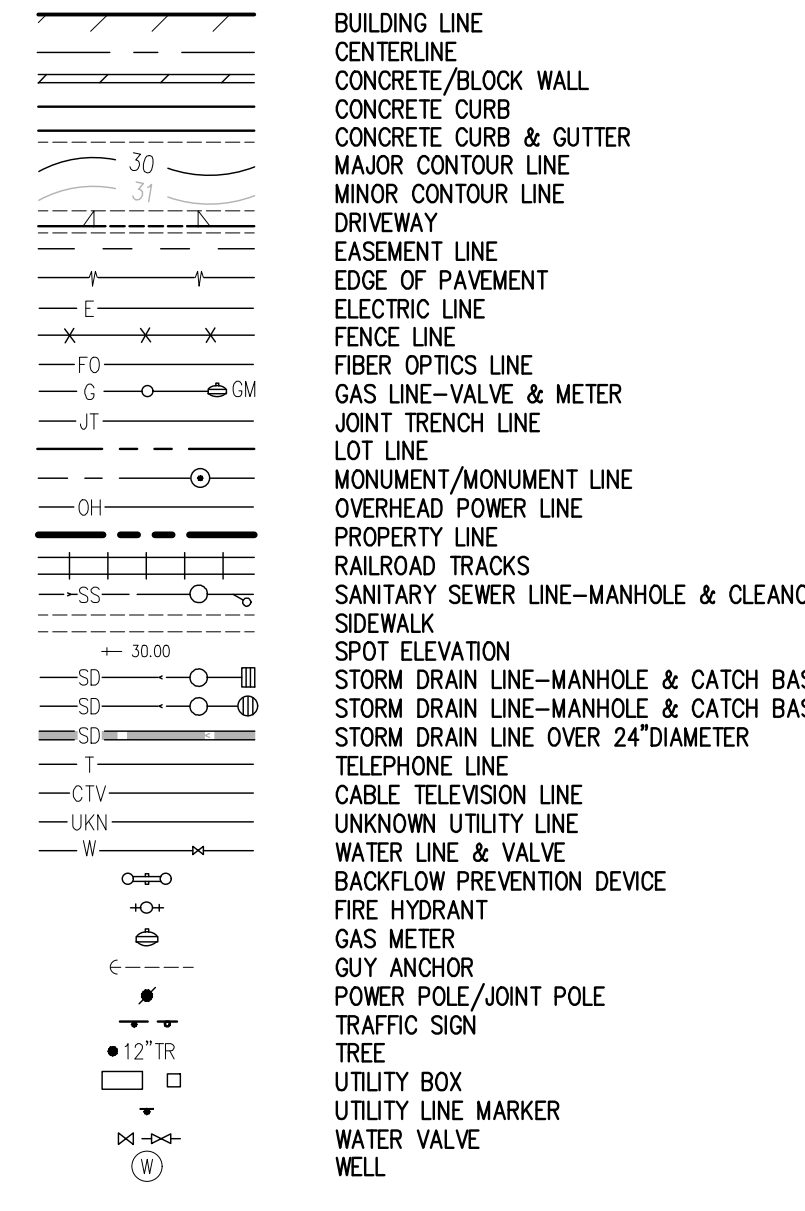 BUILDING LINE
CENTERLINE
CONCRETE/BLOCK WALL
CONCRETE CURB
CONCRETE CURB & GUTTER
30 MAJOR CONTOUR LINE
31 MINOR CONTOUR LINE
DRIVEWAY
EASEMENT LINE
EDGE OF PAVEMENT
E ELECTRIC LINE
FENCE LINE
FO FIBER OPTICS LINE
G GM GAS LINE-VALVE & METER
JT JOINT TRENCH LINE
LOT LINE
MONUMENT/MONUMENT LINE
OH OVERHEAD POWER LINE
PROPERTY LINE
RAILROAD TRACKS
SS SANITARY SEWER LINE-MANHOLE & CLEANO
SIDEWALK
30.00 SPOT ELEVATION
SD STORM DRAIN LINE-MANHOLE & CATCH BAS
SD STORM DRAIN LINE-MANHOLE & CATCH BAS
SD STORM DRAIN LINE OVER 24"DIAMETER
T TELEPHONE LINE
CTV CABLE TELEVISION LINE
UKN UNKNOWN UTILITY LINE
W WATER LINE & VALVE
BACKFLOW PREVENTION DEVICE
FIRE HYDRANT
GAS METER
GUY ANCHOR
POWER POLE/JOINT POLE
TRAFFIC SIGN
12"TR TREE
UTILITY BOX
UTILITY LINE MARKER
WATER VALVE
W WELL